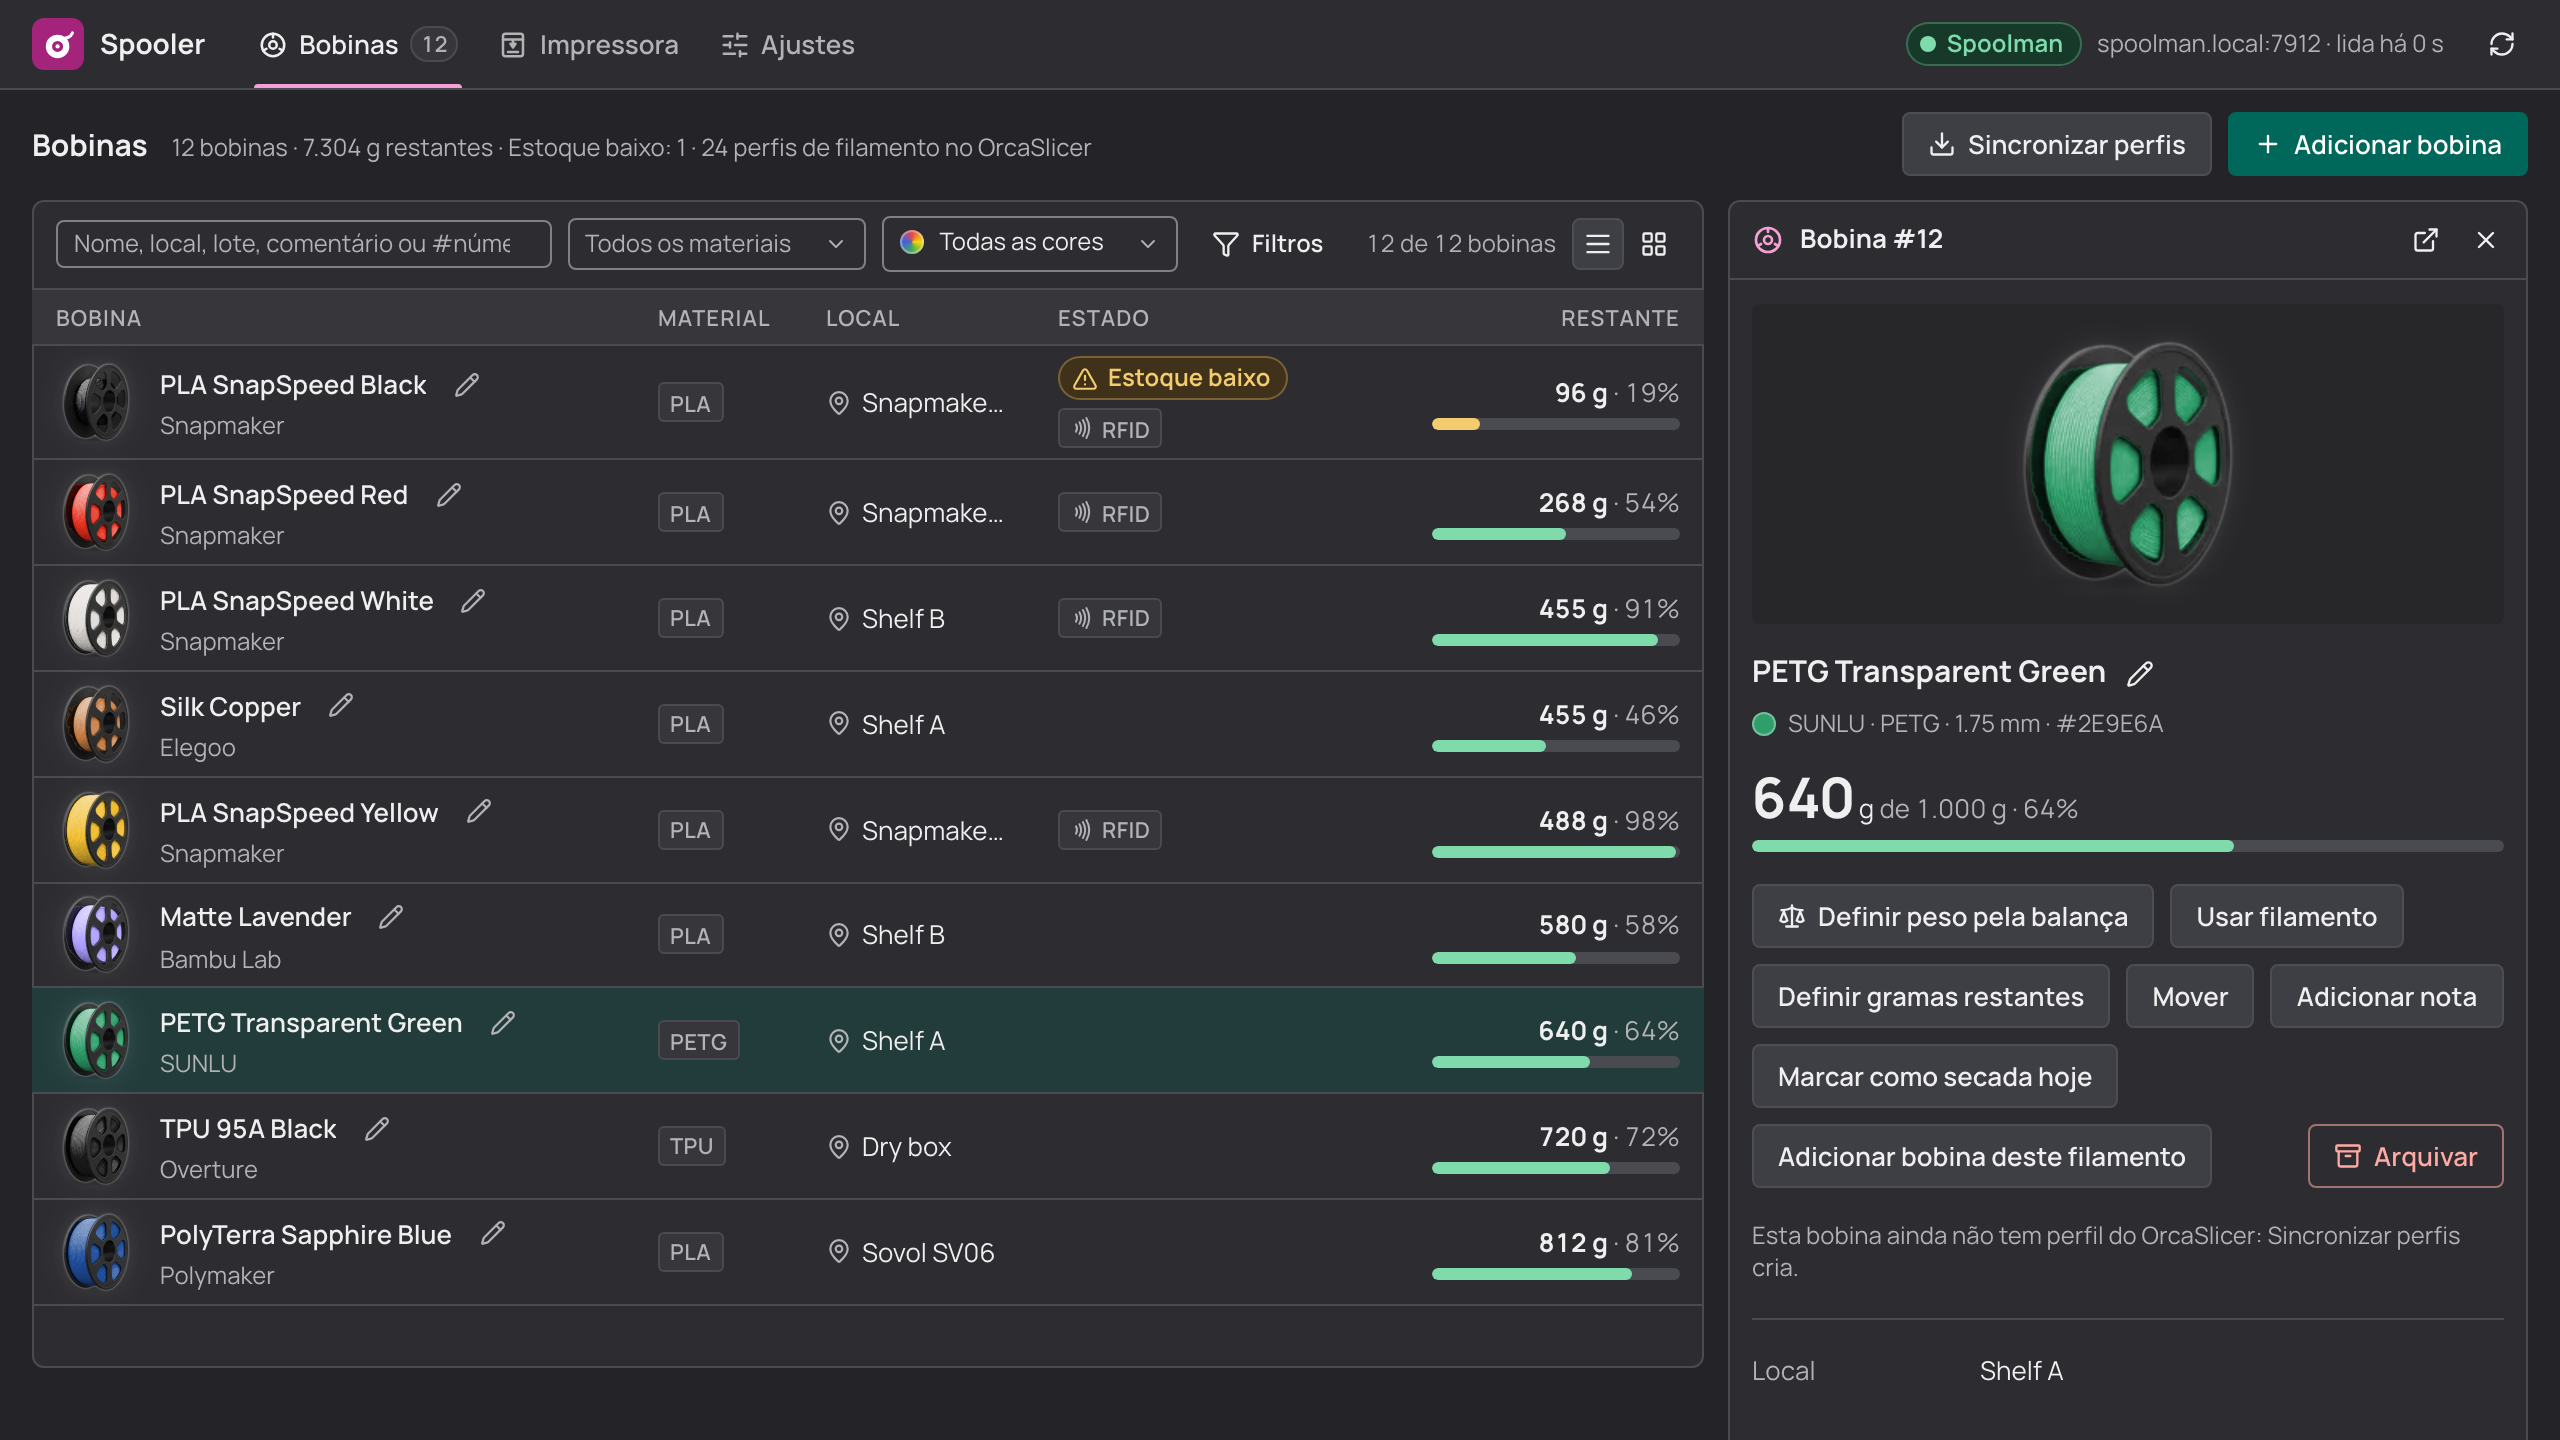 Spooler
Bobinas 12
Impressora
Ajustes
Spoolman
spoolman.local:7912 · lida há 0 s
Bobinas
12 bobinas · 7.304 g restantes · Estoque baixo: 1 · 24 perfis de filamento no OrcaSlicer
Sincronizar perfis
Adicionar bobina
Nome, local, lote, comentário ou #núme
Todos os materiais
Todas as cores
Filtros
12 de 12 bobinas
BOBINA MATERIAL LOCAL ESTADO RESTANTE
PLA SnapSpeed Black
Snapmaker
PLA
Snapmake...
Estoque baixo
RFID
96 g · 19%
PLA SnapSpeed Red
Snapmaker
PLA
Snapmake...
RFID
268 g · 54%
PLA SnapSpeed White
Snapmaker
PLA
Shelf B
RFID
455 g · 91%
Silk Copper
Elegoo
PLA
Shelf A
455 g · 46%
PLA SnapSpeed Yellow
Snapmaker
PLA
Snapmake...
RFID
488 g · 98%
Matte Lavender
Bambu Lab
PLA
Shelf B
580 g · 58%
PETG Transparent Green
SUNLU
PETG
Shelf A
640 g · 64%
TPU 95A Black
Overture
TPU
Dry box
720 g · 72%
PolyTerra Sapphire Blue
Polymaker
PLA
Sovol SV06
812 g · 81%
Bobina #12
PETG Transparent Green
SUNLU · PETG · 1.75 mm · #2E9E6A
640 g de 1.000 g · 64%
Definir peso pela balança
Usar filamento
Definir gramas restantes
Mover
Adicionar nota
Marcar como secada hoje
Adicionar bobina deste filamento
Arquivar
Esta bobina ainda não tem perfil do OrcaSlicer: Sincronizar perfis
cria.
Local Shelf A